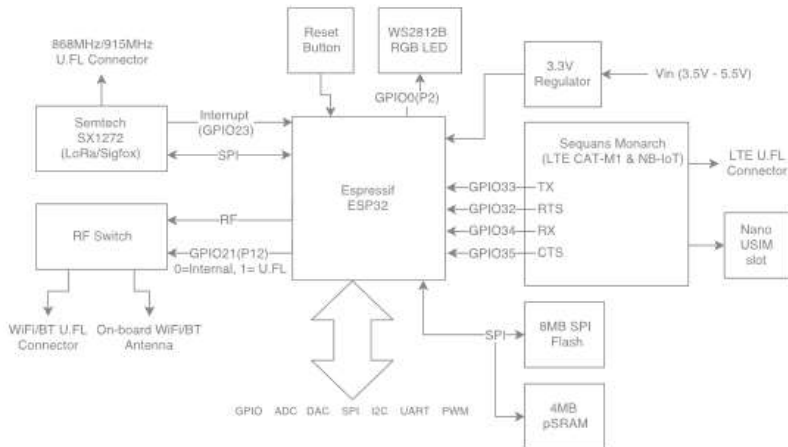 868MHz/915MHz
U.FL Connector
Reset
Button
WS2812B
RGB LED
3.3V
Regulator
Vin (3.5V - 5.5V)
GPIO0(P2)
Semtech
SX1272
(LoRa/Sigfox)
Interrupt
(GPIO23)
SPI
Espressif
ESP32
Sequans Monarch
(LTE CAT-M1 & NB-IoT)
LTE U.FL
Connector
GPIO33
TX
GPIO32
RTS
GPIO34
RX
GPIO35
CTS
Nano
USIM
slot
RF Switch
RF
GPIO21(P12)
0=Internal, 1= U.FL
WiFi/BT U.FL
Connector
On-board WiFi/BT
Antenna
SPI
8MB SPI
Flash
4MB
pSRAM
GPIO ADC DAC SPI I2C UART PWM